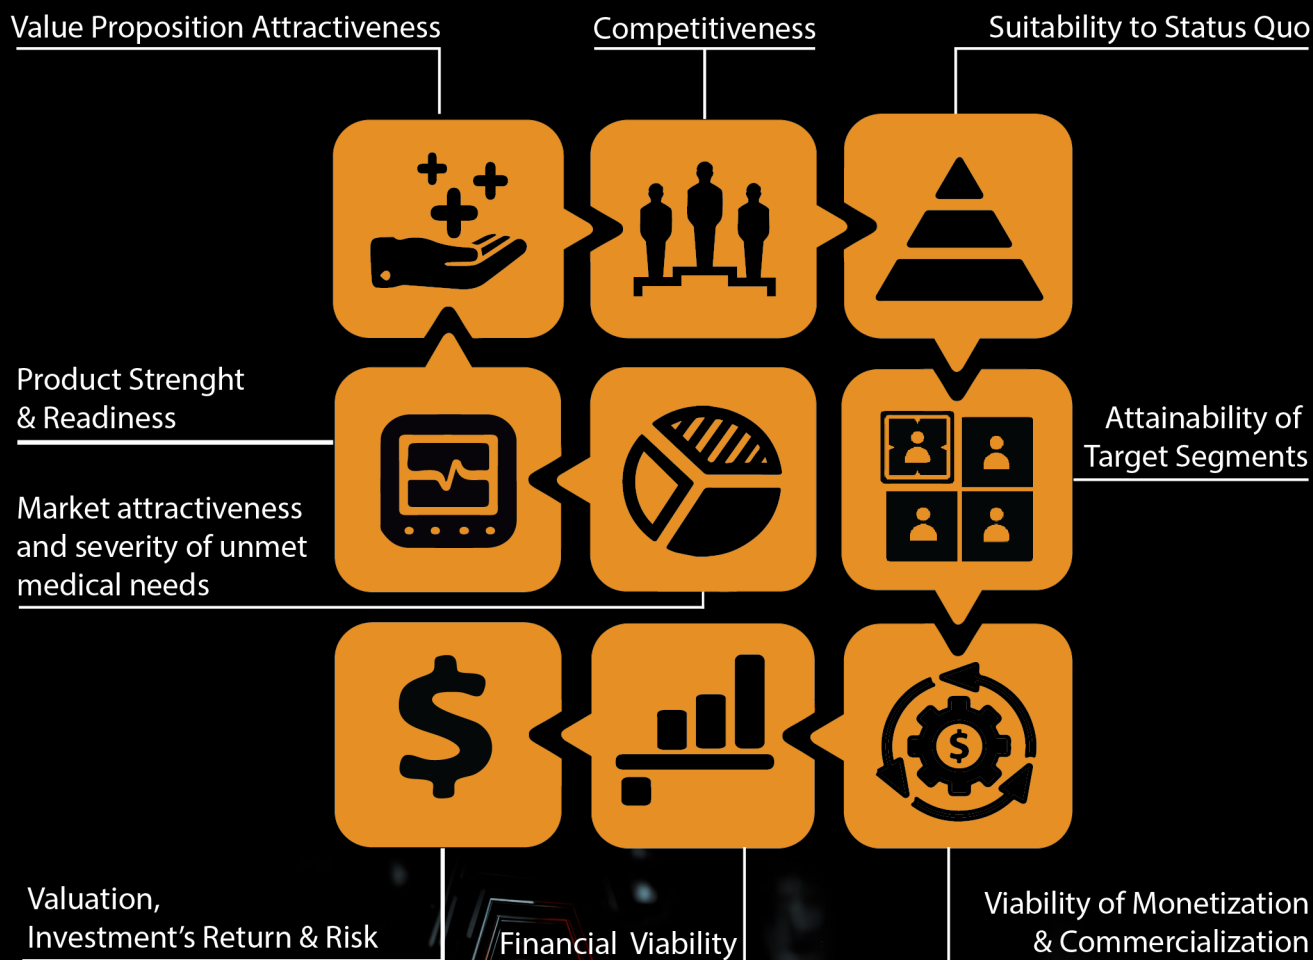 Value Proposition Attractiveness
Competitiveness
Suitability to Status Quo
Product Strenght
& Readiness
Attainability of
Target Segments
Market attractiveness
and severity of unmet
medical needs
$
$
Valuation,
Investment's Return & Risk
Financial Viability
Viability of Monetization
& Commercialization